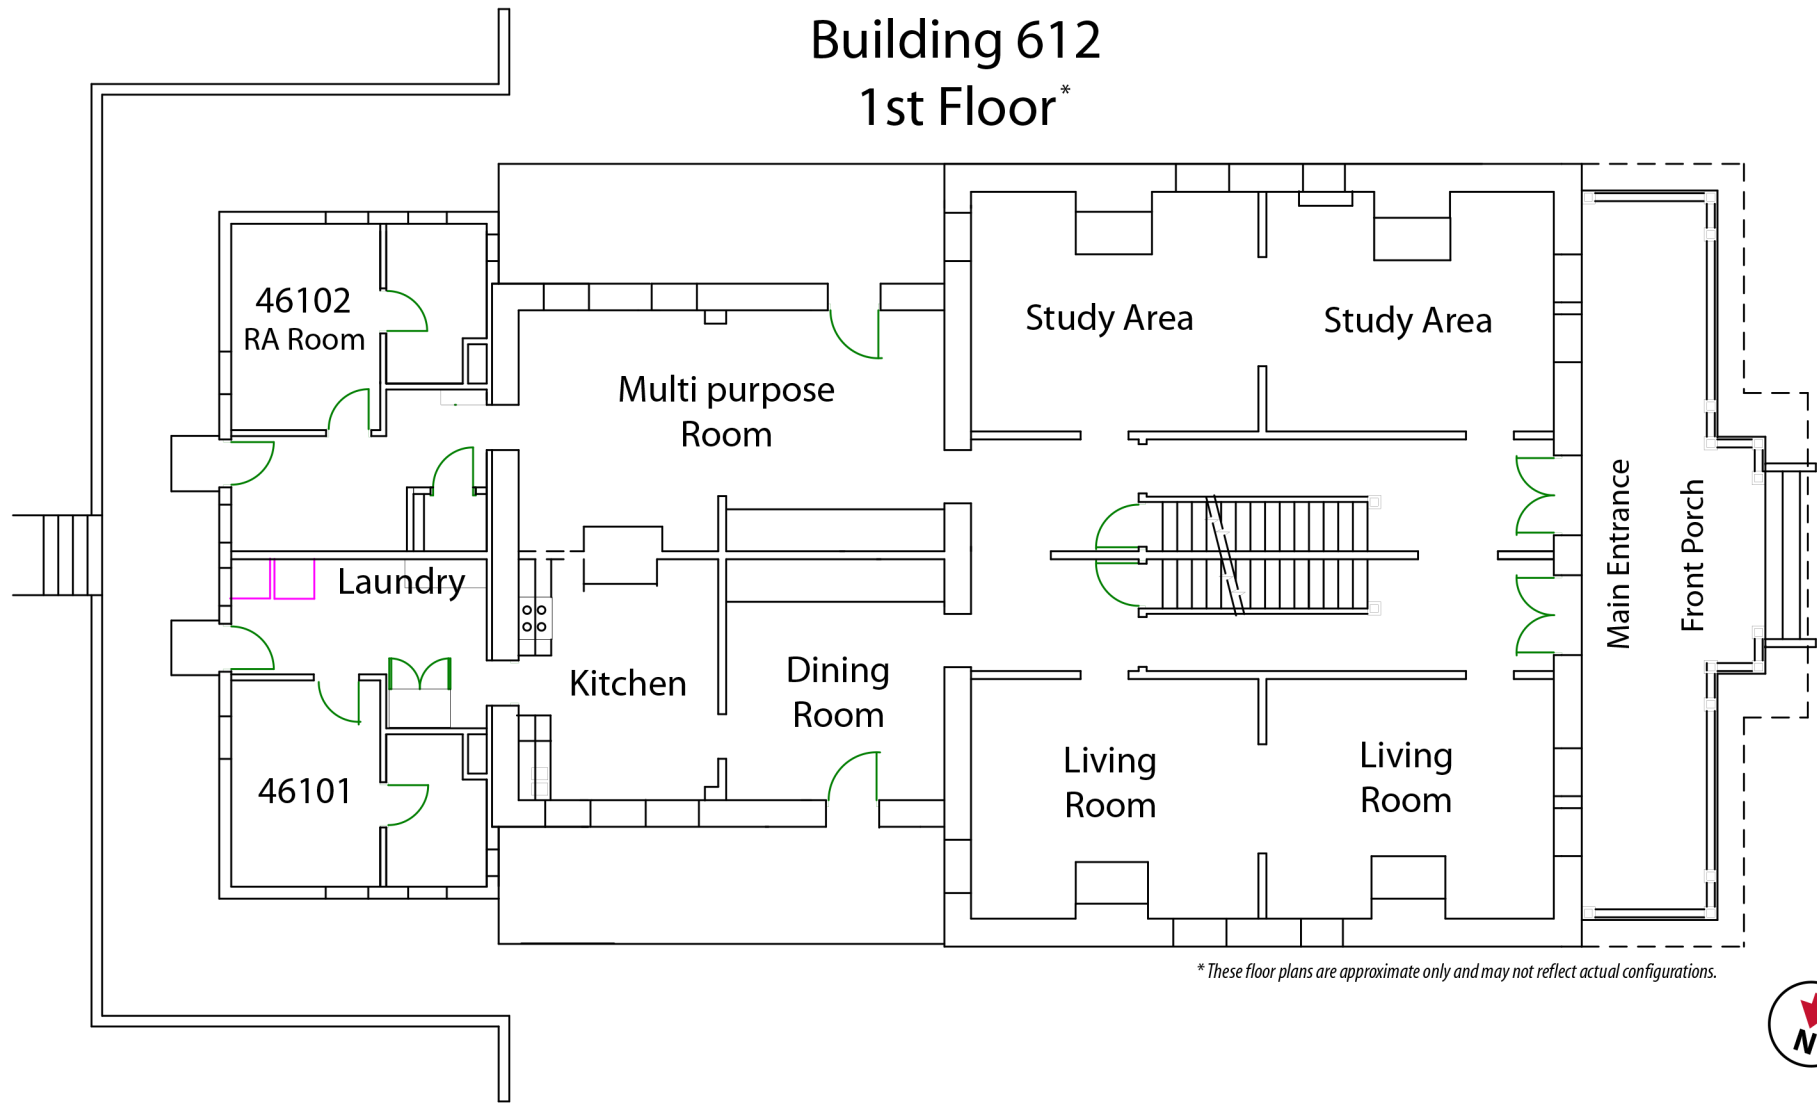 Building 612
1st Floor*
46102
RA Room
Multi purpose
Room
Study Area
Study Area
Main Entrance
Front Porch
Laundry
Kitchen
Dining
Room
46101
Living
Room
Living
Room
* These floor plans are approximate only and may not reflect actual configurations.
N